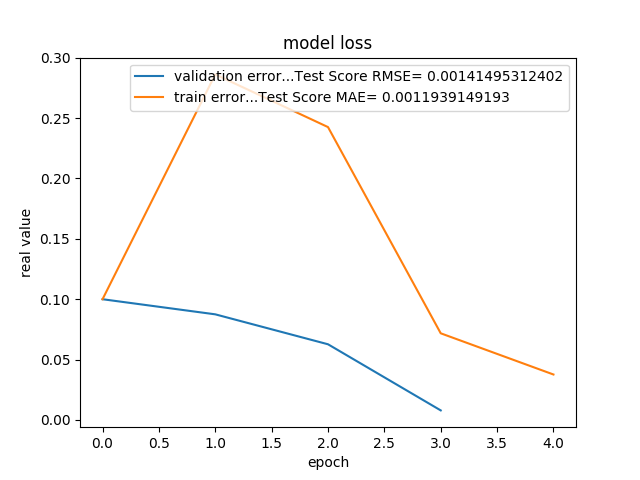 model loss
validation error...Test Score RMSE= 0.00141495312402
train error...Test Score MAE= 0.0011939149193
0.30
0.25
0.20
0.15
0.10
0.05
0.00
real value
0.0 0.5 1.0 1.5 2.0 2.5 3.0 3.5 4.0
epoch